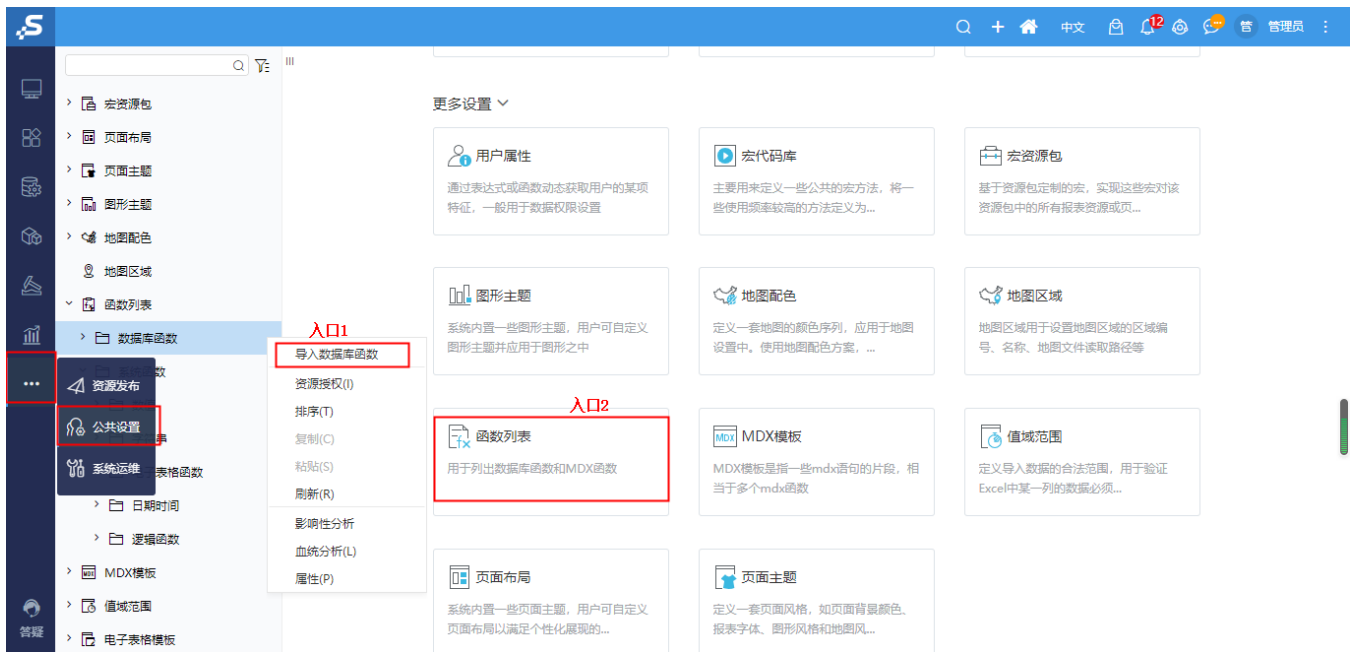 S
12
中文
管
管理员
宏资源包
页面布局
页面主题
图形主题
地图配色
地图区域
函数列表
数据库函数
数
事
子表格函数
日期时间
逻辑函数
MDX模板
值域范围
电子表格模板
资源发布
公共设置
系统运维
答疑
入口1
导入数据库函数
资源授权(I)
排序(T)
复制(C)
粘贴(S)
刷新(R)
影响性分析
血统分析(L)
属性(P)
更多设置
用户属性
通过表达式或函数动态获取用户的某项
特征，一般用于数据权限设置
宏代码库
主要用来定义一些公共的宏方法，将一
些使用频率较高的方法定义为...
宏资源包
基于资源包定制的宏，实现这些宏对该
资源包中的所有报表资源或页...
图形主题
系统内置一些图形主题，用户可自定义
图形主题并应用于图形之中
地图配色
定义一套地图的颜色序列，应用于地图
设置中。使用地图配色方案，...
地图区域
地图区域用于设置地图区域的区域编
号、名称、地图文件读取路径等
入口2
函数列表
用于列出数据库函数和MDX函数
MDX
MDX模板
MDX模板是指一些mdx语句的片段，相
当于多个mdx函数
值域范围
定义导入数据的合法范围，用于验证
Excel中某一列的数据必须...
页面布局
系统内置一些页面主题，用户可自定义
页面布局以满足个性化展现的...
页面主题
定义一套页面风格，如页面背景颜色、
报表字体、图形风格和地图风...